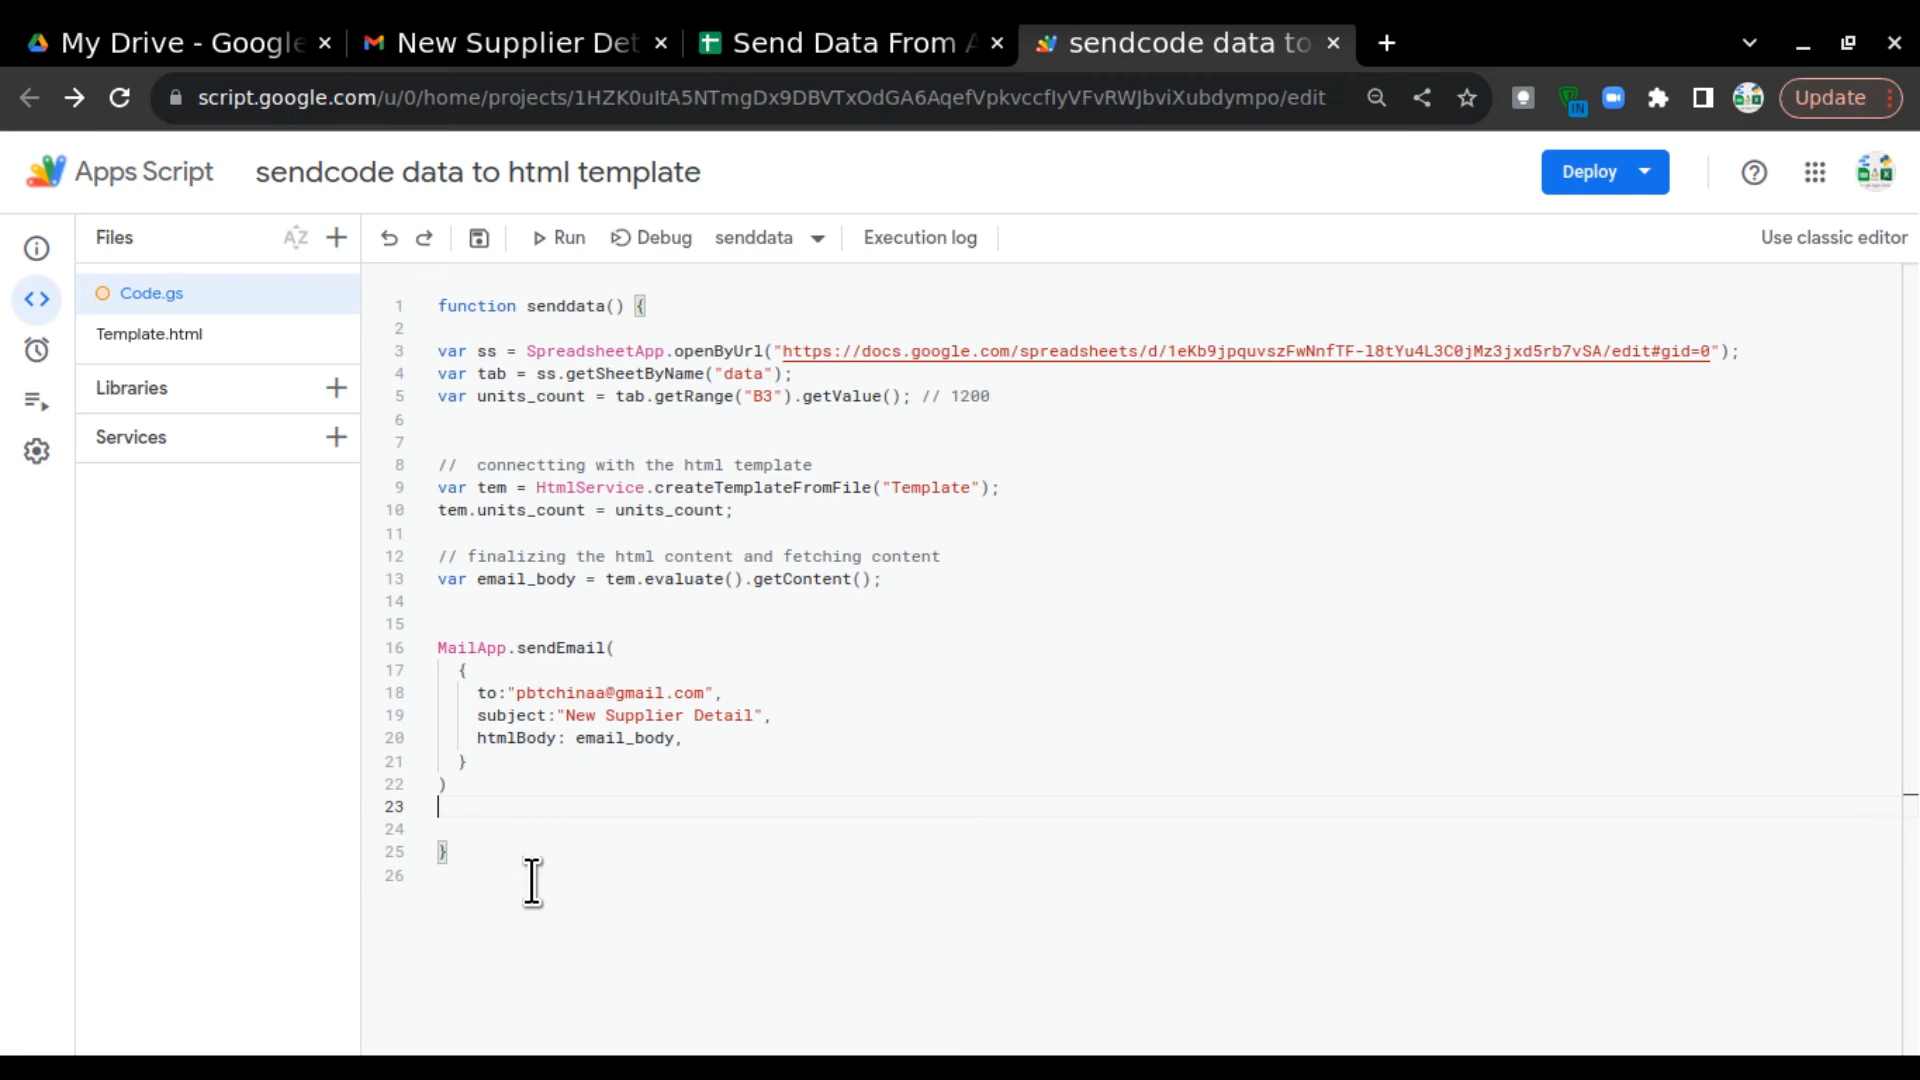 My Drive - Google
New Supplier Det
Send Data From A
sendcode data to
script.google.com/u/0/home/projects/1HZK0uItA5NTmgDx9DBVTxOdGA6AqefVpkvccfIyVFvRWJbviXubdympo/edit
IN
Update
Apps Script
sendcode data to html template
Deploy
Files
AZ
Run
Debug
senddata
Execution log
Use classic editor
Code.gs
Template.html
Libraries
Services
1 function senddata() {
2
3 var ss = SpreadsheetApp.openByUrl("https://docs.google.com/spreadsheets/d/1eKb9jpquvszFwNnfTF-l8tYu4L3C0jMz3jxd5rb7vSA/edit#gid=0");
4 var tab = ss.getSheetByName("data");
5 var units_count = tab.getRange("B3").getValue(); // 1200
6
7
8 //  connectting with the html template
9 var tem = HtmlService.createTemplateFromFile("Template");
10 tem.units_count = units_count;
11
12 // finalizing the html content and fetching content
13 var email_body = tem.evaluate().getContent();
14
15
16 MailApp.sendEmail(
17 {
18 to:"pbtchinaa@gmail.com",
19 subject:"New Supplier Detail",
20 htmlBody: email_body,
21 }
22 )
23
24
25 }
26